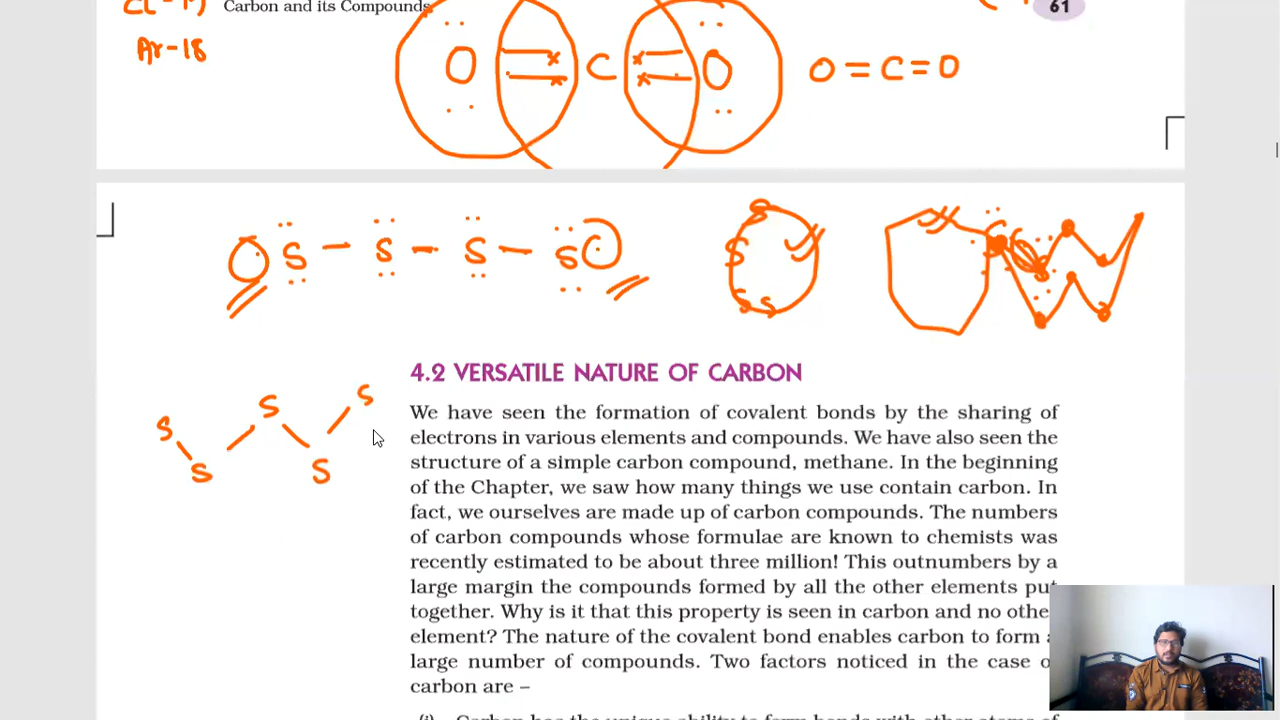 Carbon and its Compounds
61
Ar-18
O C O O = C = O
S - S - S - S
S
S
S S
S
S
S
S
S
S
4.2 VERSATILE NATURE OF CARBON
We have seen the formation of covalent bonds by the sharing of
electrons in various elements and compounds. We have also seen the
structure of a simple carbon compound, methane. In the beginning
of the Chapter, we saw how many things we use contain carbon. In
fact, we ourselves are made up of carbon compounds. The numbers
of carbon compounds whose formulae are known to chemists was
recently estimated to be about three million! This outnumbers by a
large margin the compounds formed by all the other elements put
together. Why is it that this property is seen in carbon and no othe
element? The nature of the covalent bond enables carbon to form
large number of compounds. Two factors noticed in the case o
carbon are –